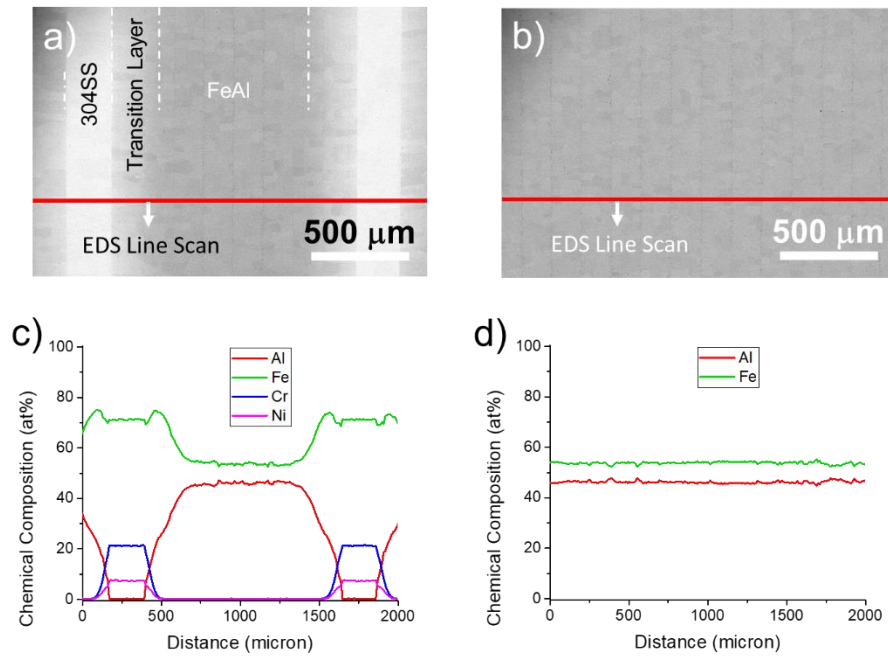 a)
304SS
Transition Layer
FeAl
EDS Line Scan
500 μm
b)
EDS Line Scan
500 μm
c)
Chemical Composition (at%)
100
80
60
40
20
0
Al
Fe
Cr
Ni
0 500 1000 1500 2000
Distance (micron)
d)
Chemical Composition (at%)
100
80
60
40
20
0
Al
Fe
0 500 1000 1500 2000
Distance (micron)